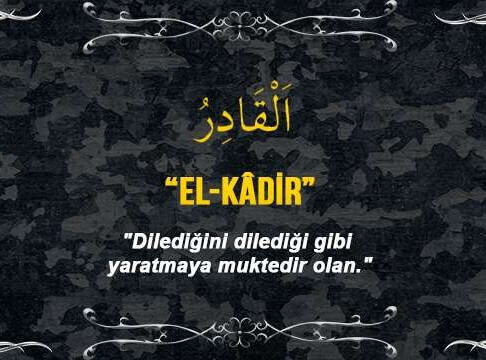 اَلْقَادِرُ
“EL-KÂDİR”
"Dilediğini dilediği gibi
yaratmaya muktedir olan."